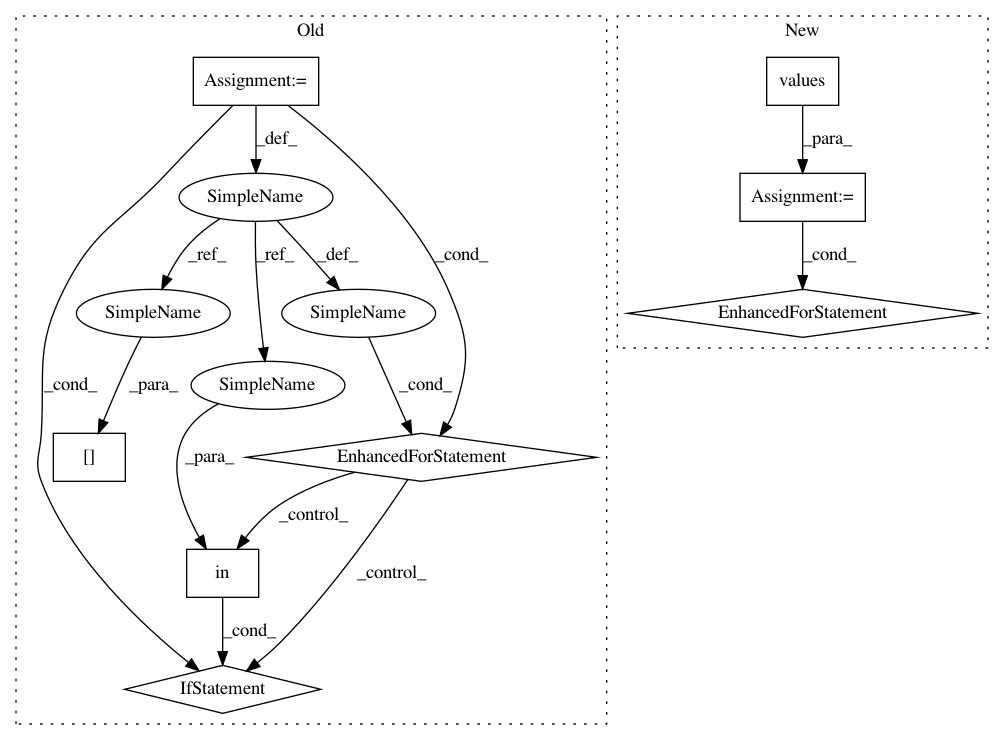 Old
New
Assignment:=
values
_def_
_para_
SimpleName
Assignment:=
_ref_
_ref_
_def_
_cond_
_cond_
SimpleName
SimpleName
EnhancedForStatement
_cond_
_para_
SimpleName
_cond_
[]
_para_
EnhancedForStatement
_control_
_control_
in
_cond_
IfStatement